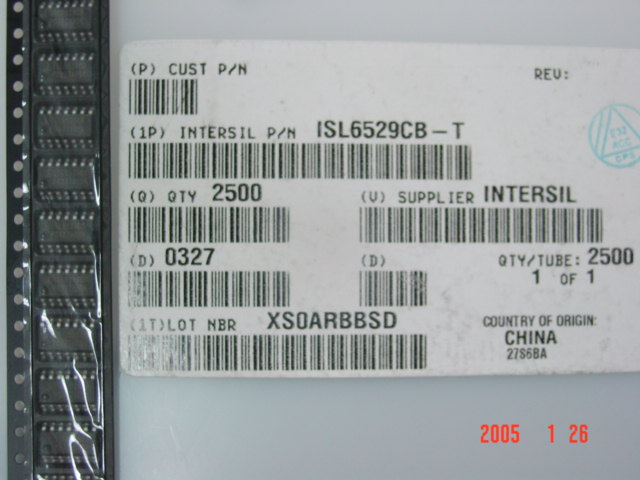 (P) CUST P/N
REV:
(1P) INTERSIL P/N ISL6529CB-T
(Q) QTY 2500
(V) SUPPLIER INTERSIL
(D) 0327
(D)
QTY/TUBE: 2500
1 OF 1
(1T)LOT NBR XS0ARBBSD
COUNTRY OF ORIGIN:
CHINA
27S6BA
ACC
2005 1 26